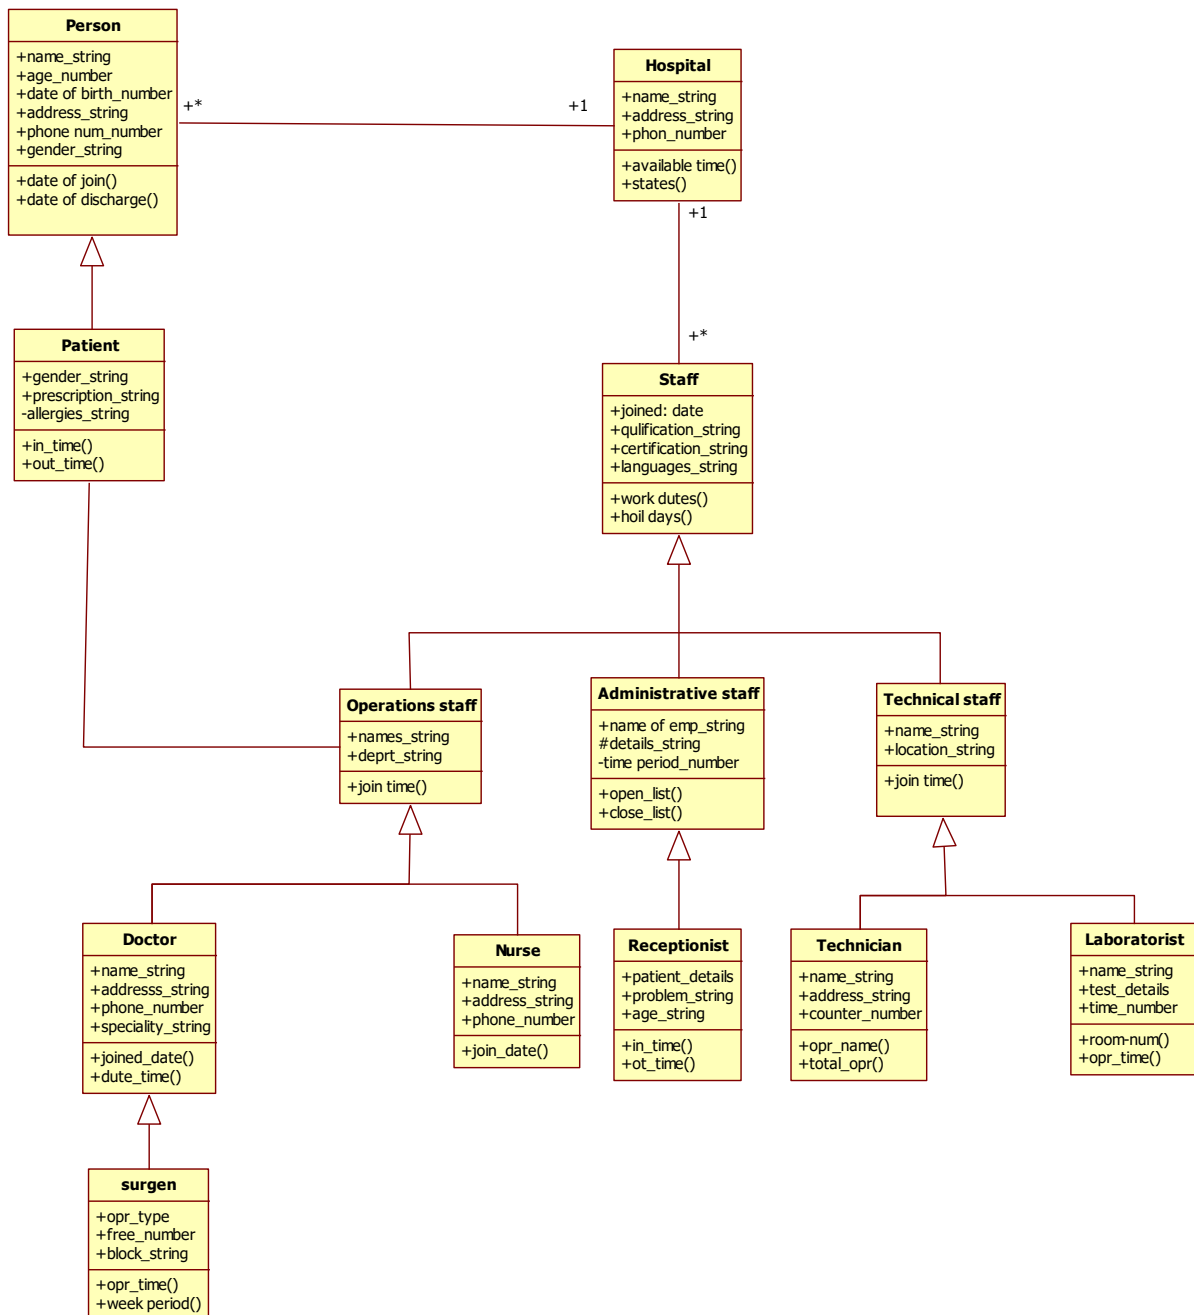 Person
+name_string
+age_number
+date of birth_number
+address_string
+phone num_number
+gender_string
+date of join()
+date of discharge()
+*
+1
Hospital
+name_string
+address_string
+phon_number
+available time()
+states()
+1
+*
Patient
+gender_string
+prescription_string
-allergies_string
+in_time()
+out_time()
Staff
+joined: date
+qulification_string
+certification_string
+languages_string
+work dutes()
+hoil days()
Operations staff
+names_string
+deprt_string
+join time()
Administrative staff
+name of emp_string
#details_string
-time period_number
+open_list()
+close_list()
Technical staff
+name_string
+location_string
+join time()
Doctor
+name_string
+addresss_string
+phone_number
+speciality_string
+joined_date()
+dute_time()
Nurse
+name_string
+address_string
+phone_number
+join_date()
Receptionist
+patient_details
+problem_string
+age_string
+in_time()
+ot_time()
Technician
+name_string
+address_string
+counter_number
+opr_name()
+total_opr()
Laboratorist
+name_string
+test_details
+time_number
+room-num()
+opr_time()
surgen
+opr_type
+free_number
+block_string
+opr_time()
+week period()